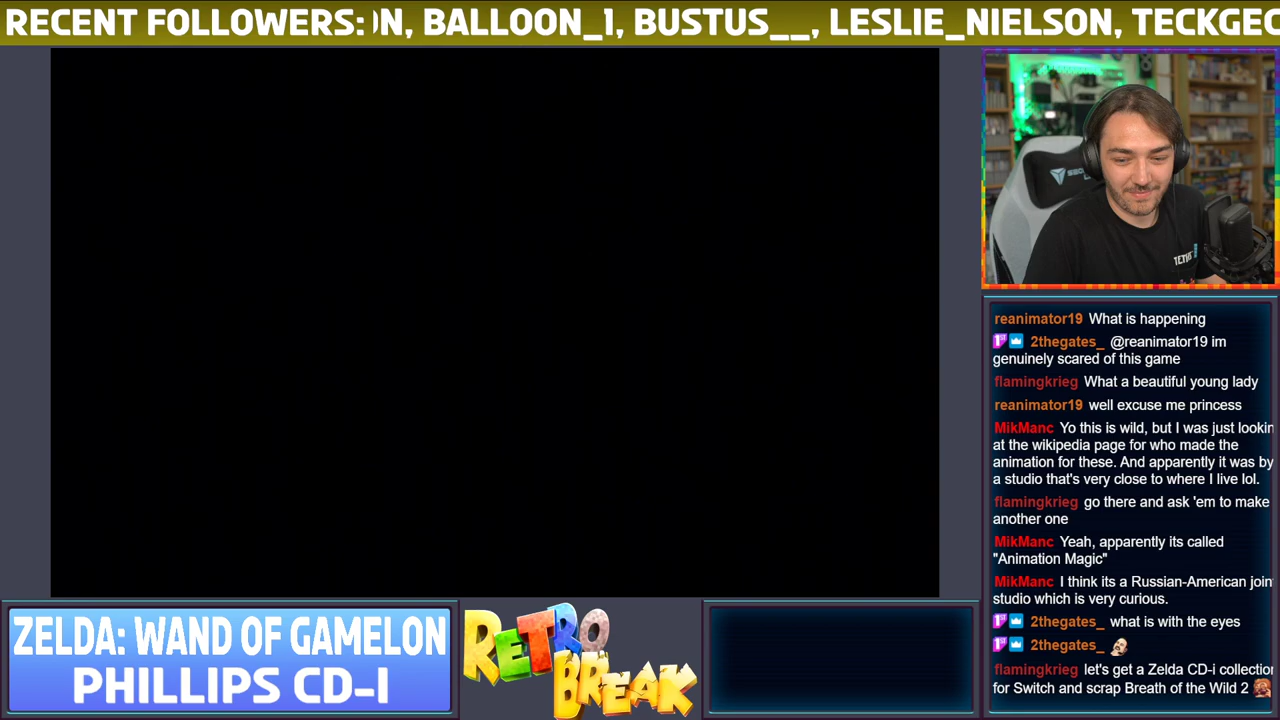 RECENT FOLLOWERS: ON, BALLOON_1, BUSTUS__, LESLIE_NIELSON, TECKGEC
reanimator19 What is happening
2thegates_ @reanimator19 im
genuinely scared of this game
flamingkrieg What a beautiful young lady
reanimator19 well excuse me princess
MikManc Yo this is wild, but I was just lookin
at the wikipedia page for who made the
animation for these. And apparently it was by
a studio that's very close to where I live lol.
flamingkrieg go there and ask 'em to make
another one
MikManc Yeah, apparently its called
"Animation Magic"
MikManc I think its a Russian-American join
studio which is very curious.
2thegates_ what is with the eyes
2thegates_
flamingkrieg let's get a Zelda CD-i collection
for Switch and scrap Breath of the Wild 2
ZELDA: WAND OF GAMELON
PHILLIPS CD-I
RETRO
BREAK